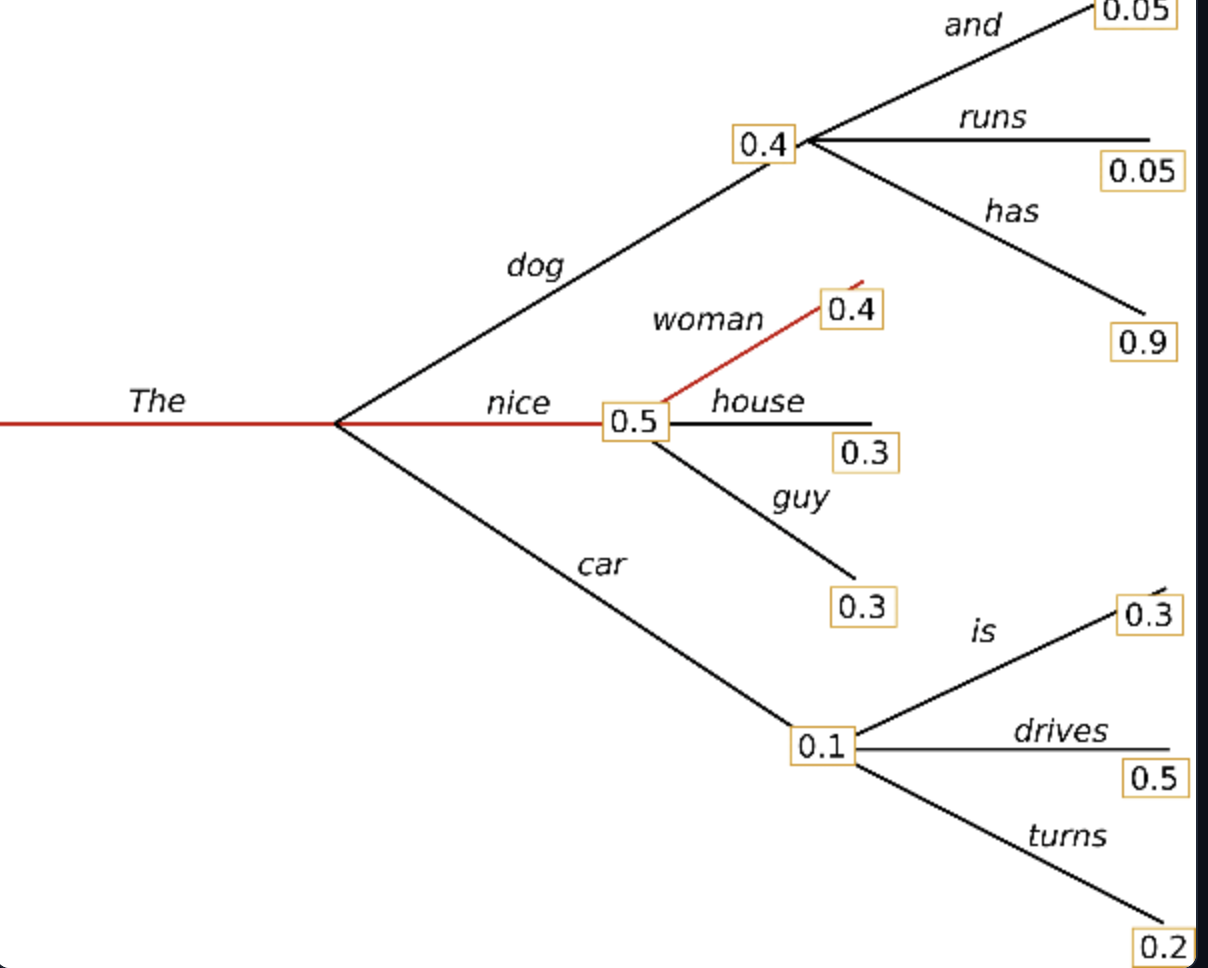 and
0.05
runs
0.4
0.05
has
dog
woman
0.4
0.9
The
nice
0.5
house
0.3
guy
car
0.3
is
0.3
drives
0.1
0.5
turns
0.2